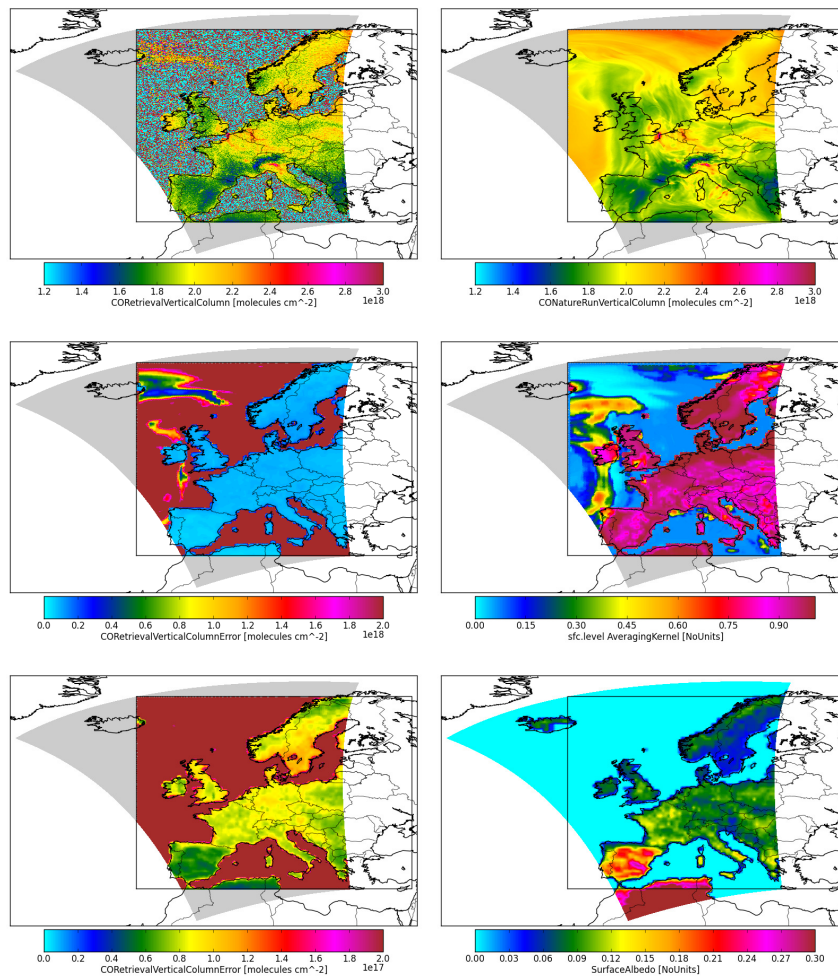 1.2 1.4 1.6 1.8 2.0 2.2 2.4 2.6 2.8 3.0
1e18
CORetrievalVerticalColumn [molecules cm^-2]
1.2 1.4 1.6 1.8 2.0 2.2 2.4 2.6 2.8 3.0
1e18
CONatureRunVerticalColumn [molecules cm^-2]
0.0 0.2 0.4 0.6 0.8 1.0 1.2 1.4 1.6 1.8 2.0
1e18
CORetrievalVerticalColumnError [molecules cm^-2]
0.00 0.15 0.30 0.45 0.60 0.75 0.90
sfc.level AveragingKernel [NoUnits]
0.0 0.2 0.4 0.6 0.8 1.0 1.2 1.4 1.6 1.8 2.0
1e17
CORetrievalVerticalColumnError [molecules cm^-2]
0.00 0.03 0.06 0.09 0.12 0.15 0.18 0.21 0.24 0.27 0.30
SurfaceAlbedo [NoUnits]